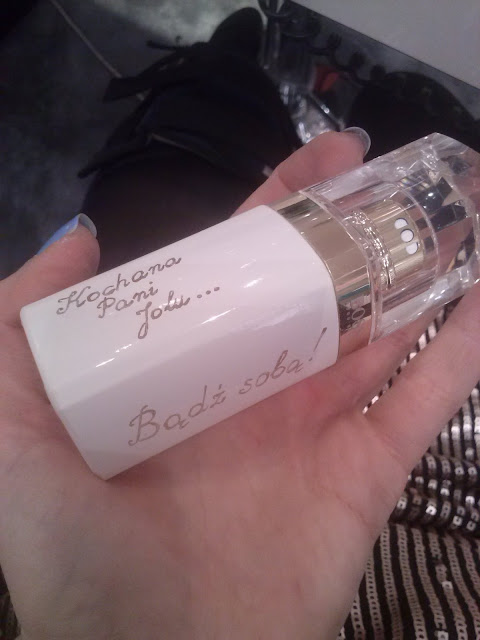 Kochana
Pani
Jolu...
Bądź sobą!